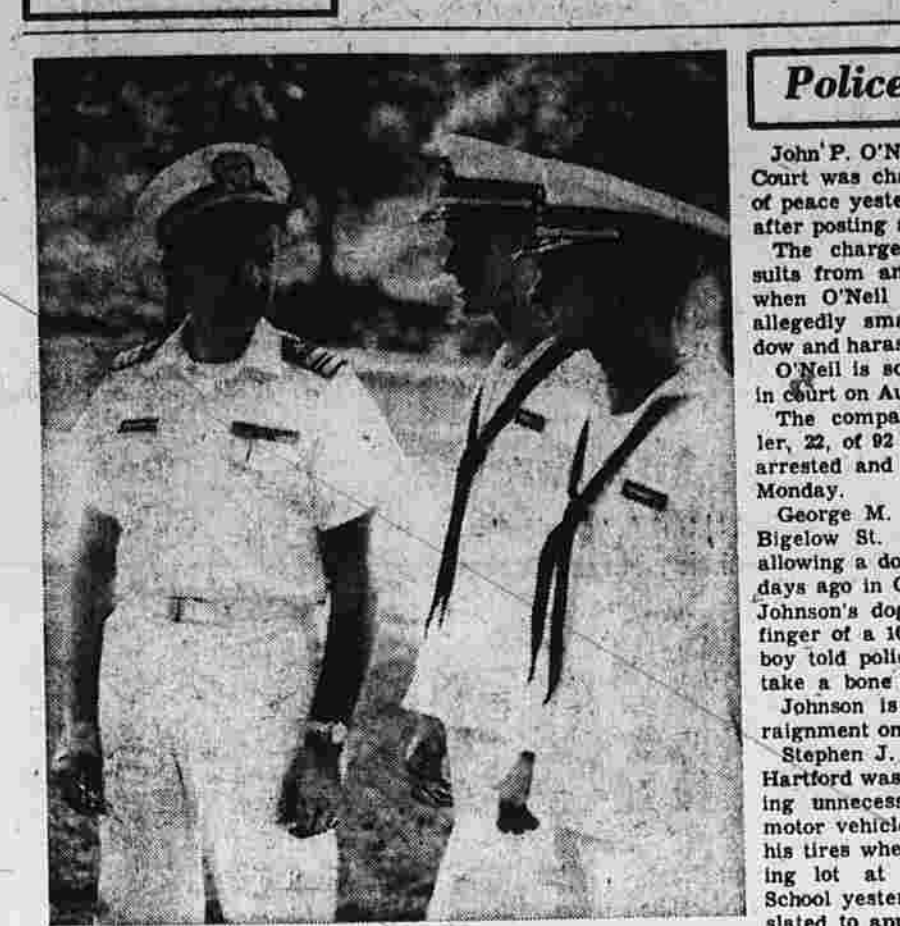 Police
John P. O'N
Court was cha
of peace yeste
after posting
The charge
sults from an
when O'Neil
allegedly sma
dow and haras
O'Neil is sc
in court on Au
The compa
ler, 22, of 92
arrested and
Monday.
George M.
Bigelow St.
allowing a do
days ago in C
Johnson's dog
finger of a 10
boy told polic
take a bone
Johnson is
raignment on
Stephen J.
Hartford was
ing unnecess
motor vehicle
his tires whe
ing lot at
School yester
slated to app